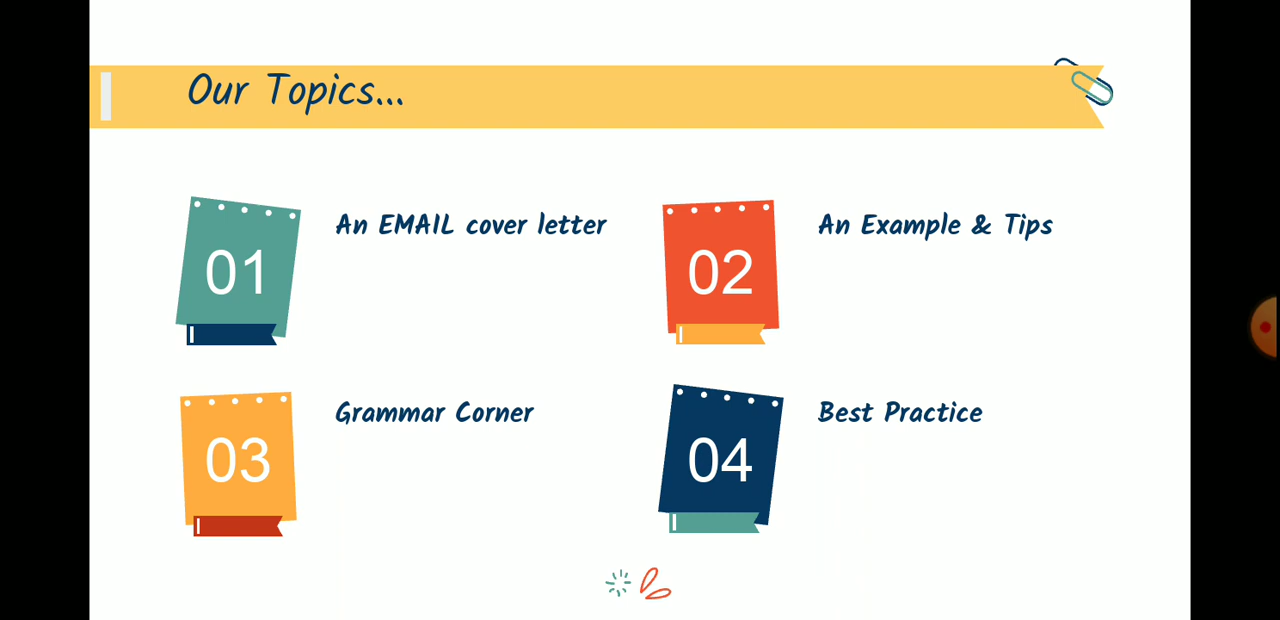 Our Topics...
01
An EMAIL cover letter
02
An Example & Tips
03
Grammar Corner
04
Best Practice